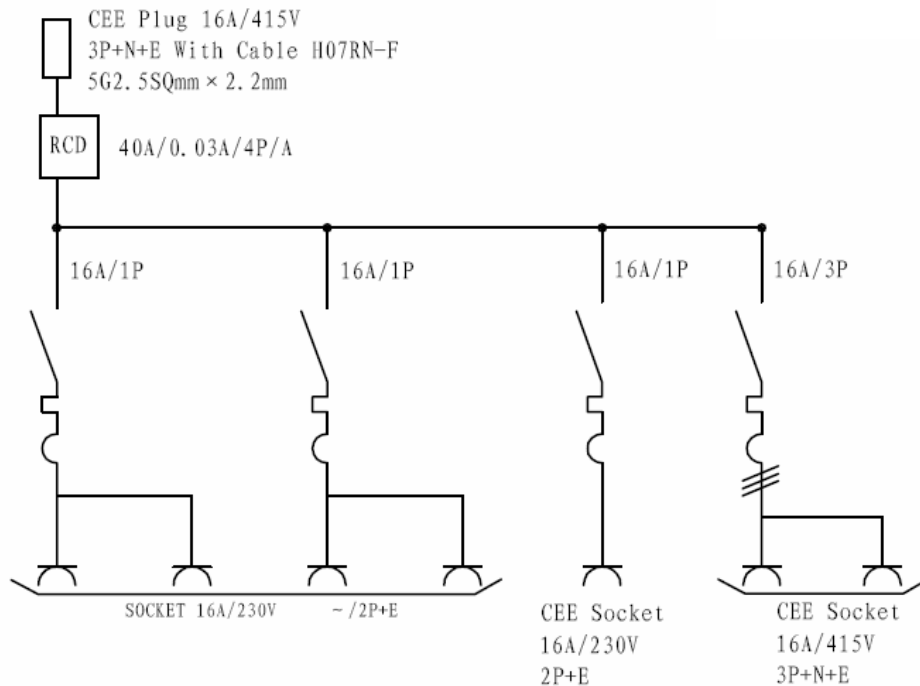 CEE Plug 16A/415V
3P+N+E With Cable H07RN-F
5G2.5SQmm×2.2mm
RCD
40A/0.03A/4P/A
16A/1P
16A/1P
16A/1P
16A/3P
SOCKET 16A/230V ~/2P+E
CEE Socket
16A/230V
2P+E
CEE Socket
16A/415V
3P+N+E